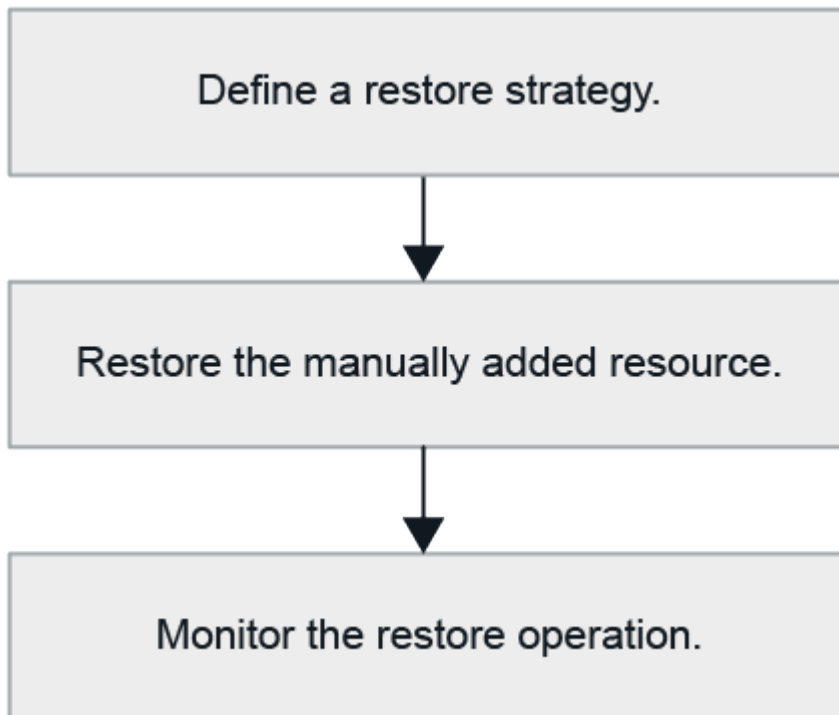 Define a restore strategy.
Restore the manually added resource.
Monitor the restore operation.